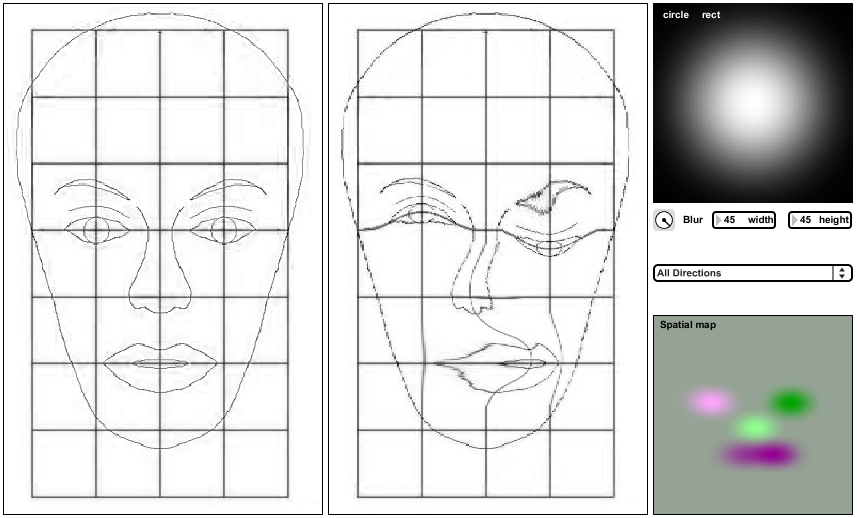 circle rect
Blur 45 width 45 height
All Directions
Spatial map